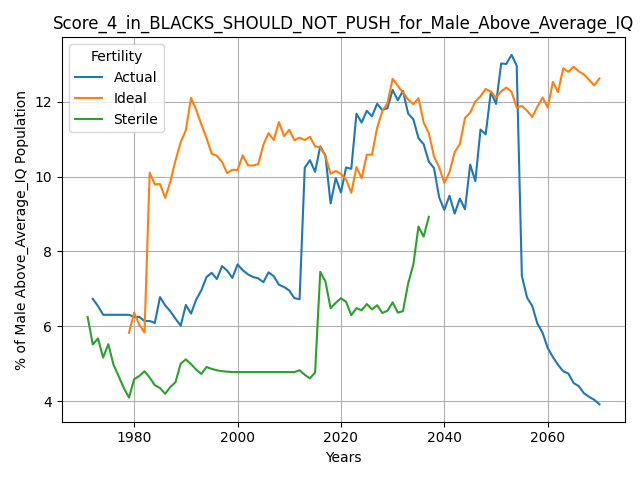 Score_4_in_BLACKS_SHOULD_NOT_PUSH_for_Male_Above_Average_IQ
Fertility
Actual
Ideal
Sterile
% of Male Above_Average_IQ Population
12
10
8
6
4
1980 2000 2020 2040 2060
Years